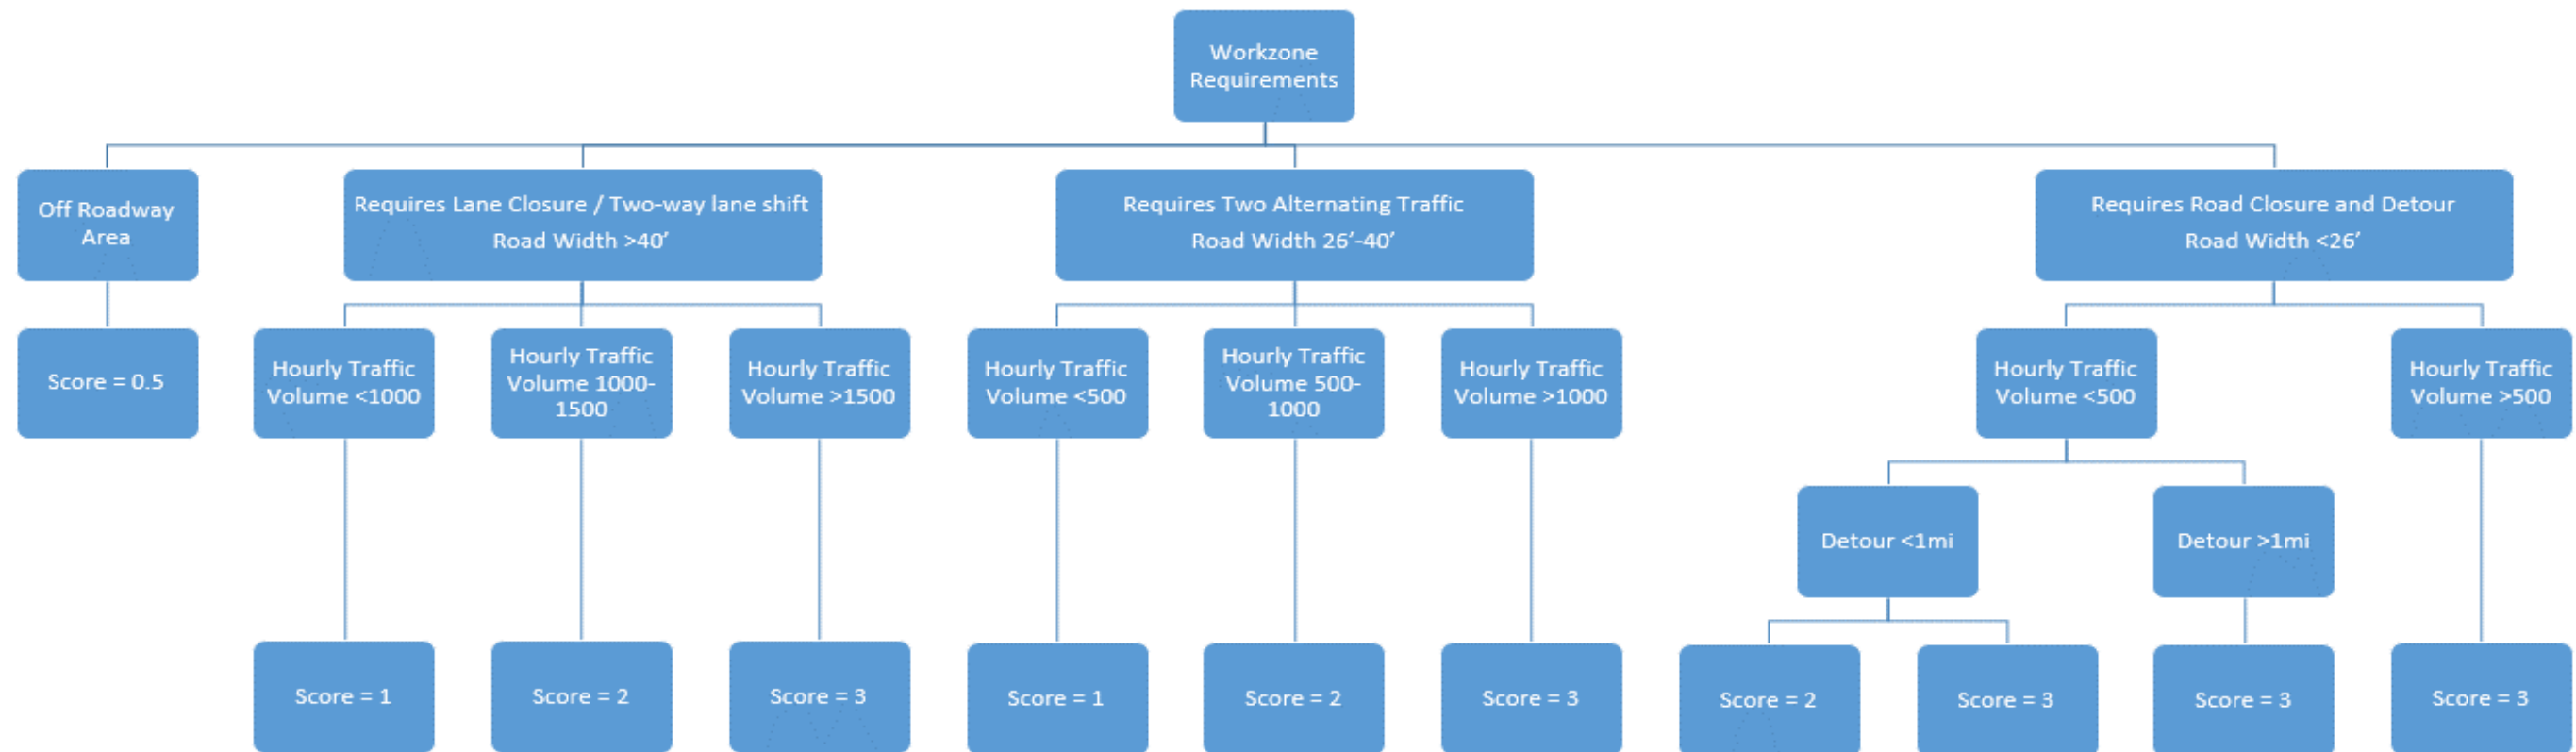 Workzone
Requirements
Off Roadway
Area
Requires Lane Closure / Two-way lane shift
Road Width >40’
Requires Two Alternating Traffic
Road Width 26’-40’
Requires Road Closure and Detour
Road Width <26’
Score = 0.5
Hourly Traffic
Volume <1000
Hourly Traffic
Volume 1000-
1500
Hourly Traffic
Volume >1500
Hourly Traffic
Volume <500
Hourly Traffic
Volume 500-
1000
Hourly Traffic
Volume >1000
Hourly Traffic
Volume <500
Hourly Traffic
Volume >500
Detour <1mi
Detour >1mi
Score = 1
Score = 2
Score = 3
Score = 1
Score = 2
Score = 3
Score = 2
Score = 3
Score = 3
Score = 3